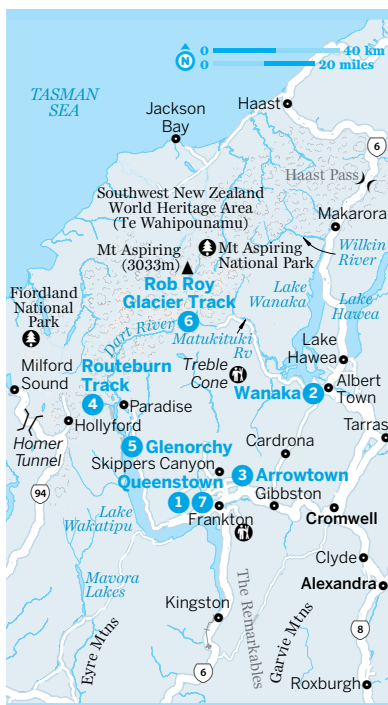 0 40 km
N
0 20 miles
TASMAN
SEA
Jackson
Bay
Haast
6
Haast Pass
Southwest New Zealand
World Heritage Area
(Te Wahipounamu)
Makarora
Mt Aspiring
(3033m)
Mt Aspiring
National Park
Wilkin
River
Rob Roy
Glacier Track
6
Lake
Wanaka
Lake
Hawea
Fiordland
National
Park
Dart River
Matukituki
Rv
Lake
Hawea
Milford
Sound
Routeburn
Track
4
Treble
Cone
Wanaka 2
Albert
Town
Paradise
Hollyford
Tarras
Homer
Tunnel
5 Glenorchy
Cardrona
Skippers Canyon
3 Arrowtown
Queenstown
1 7
Gibbston
94
Lake
Wakatipu
Frankton
Cromwell
Clyde
Mavora
Lakes
Alexandra
Kingston
The Remarkables
Garvie Mtns
Eyre Mtns
8
6
Roxburgh